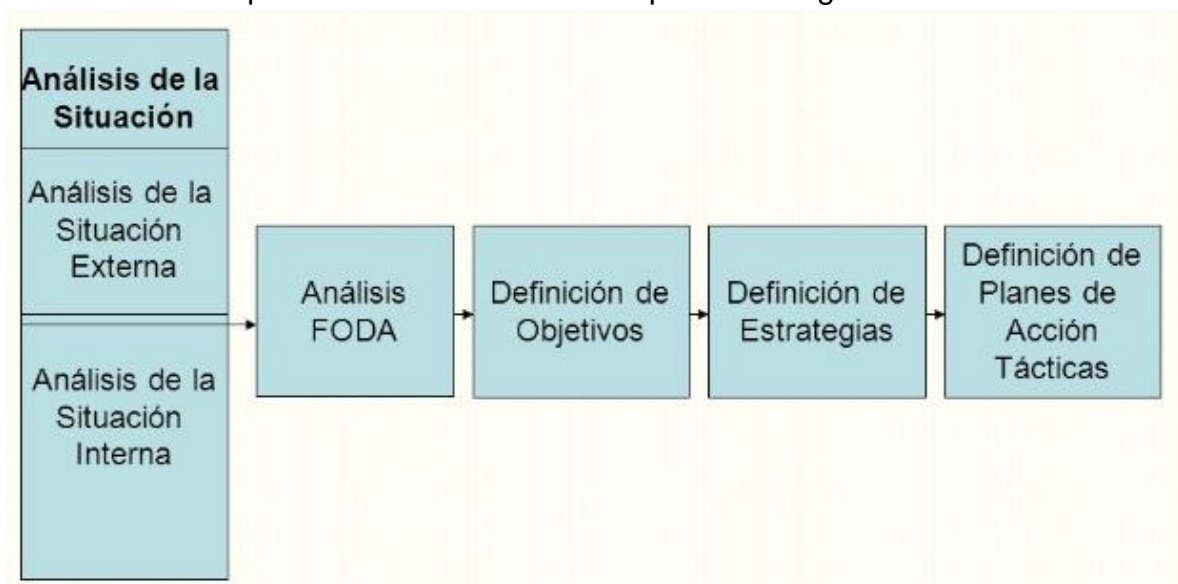 Análisis de la
Situación
Análisis de la
Situación
Externa
Análisis de la
Situación
Interna
Análisis
FODA
Definición de
Objetivos
Definición de
Estrategias
Definición de
Planes de
Acción
Tácticas